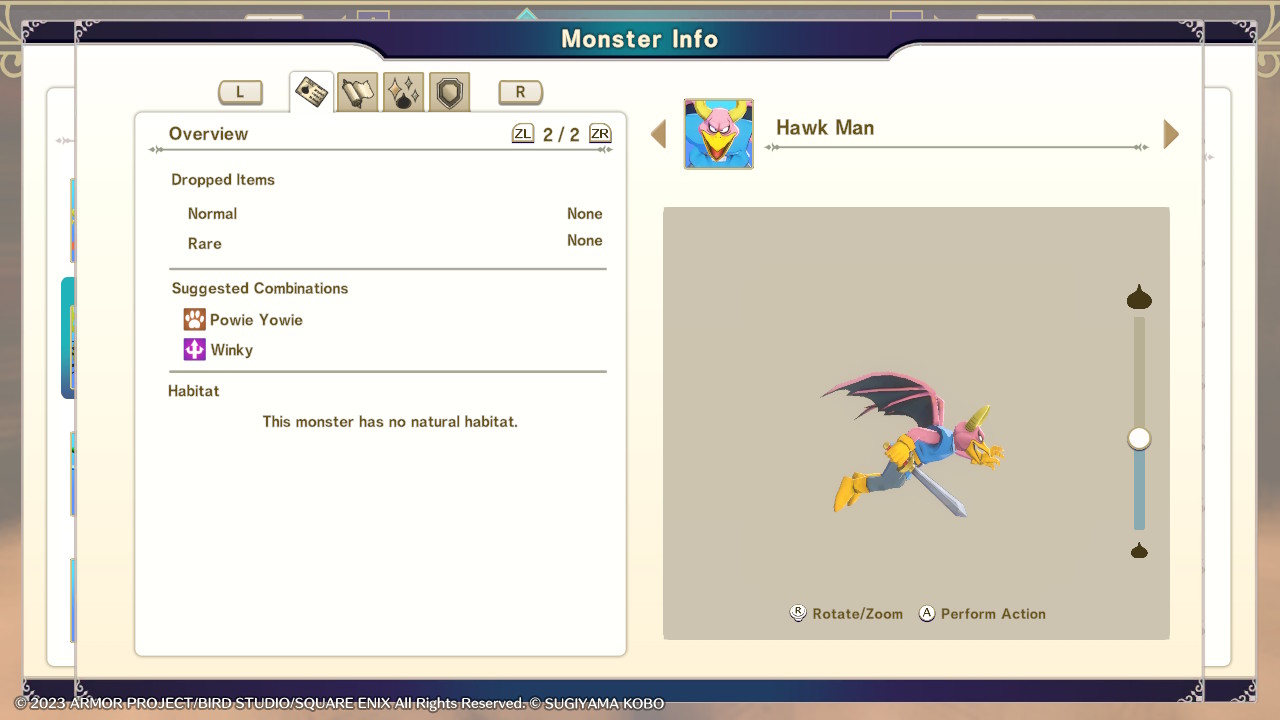 Monster Info
L
R
Overview
ZL 2 / 2 ZR
Dropped Items
Normal None
Rare None
Suggested Combinations
Powie Yowie
Winky
Habitat
This monster has no natural habitat.
Hawk Man
R Rotate/Zoom A Perform Action
© 2023 ARMOR PROJECT/BIRD STUDIO/SQUARE ENIX All Rights Reserved. © SUGIYAMA KOBO